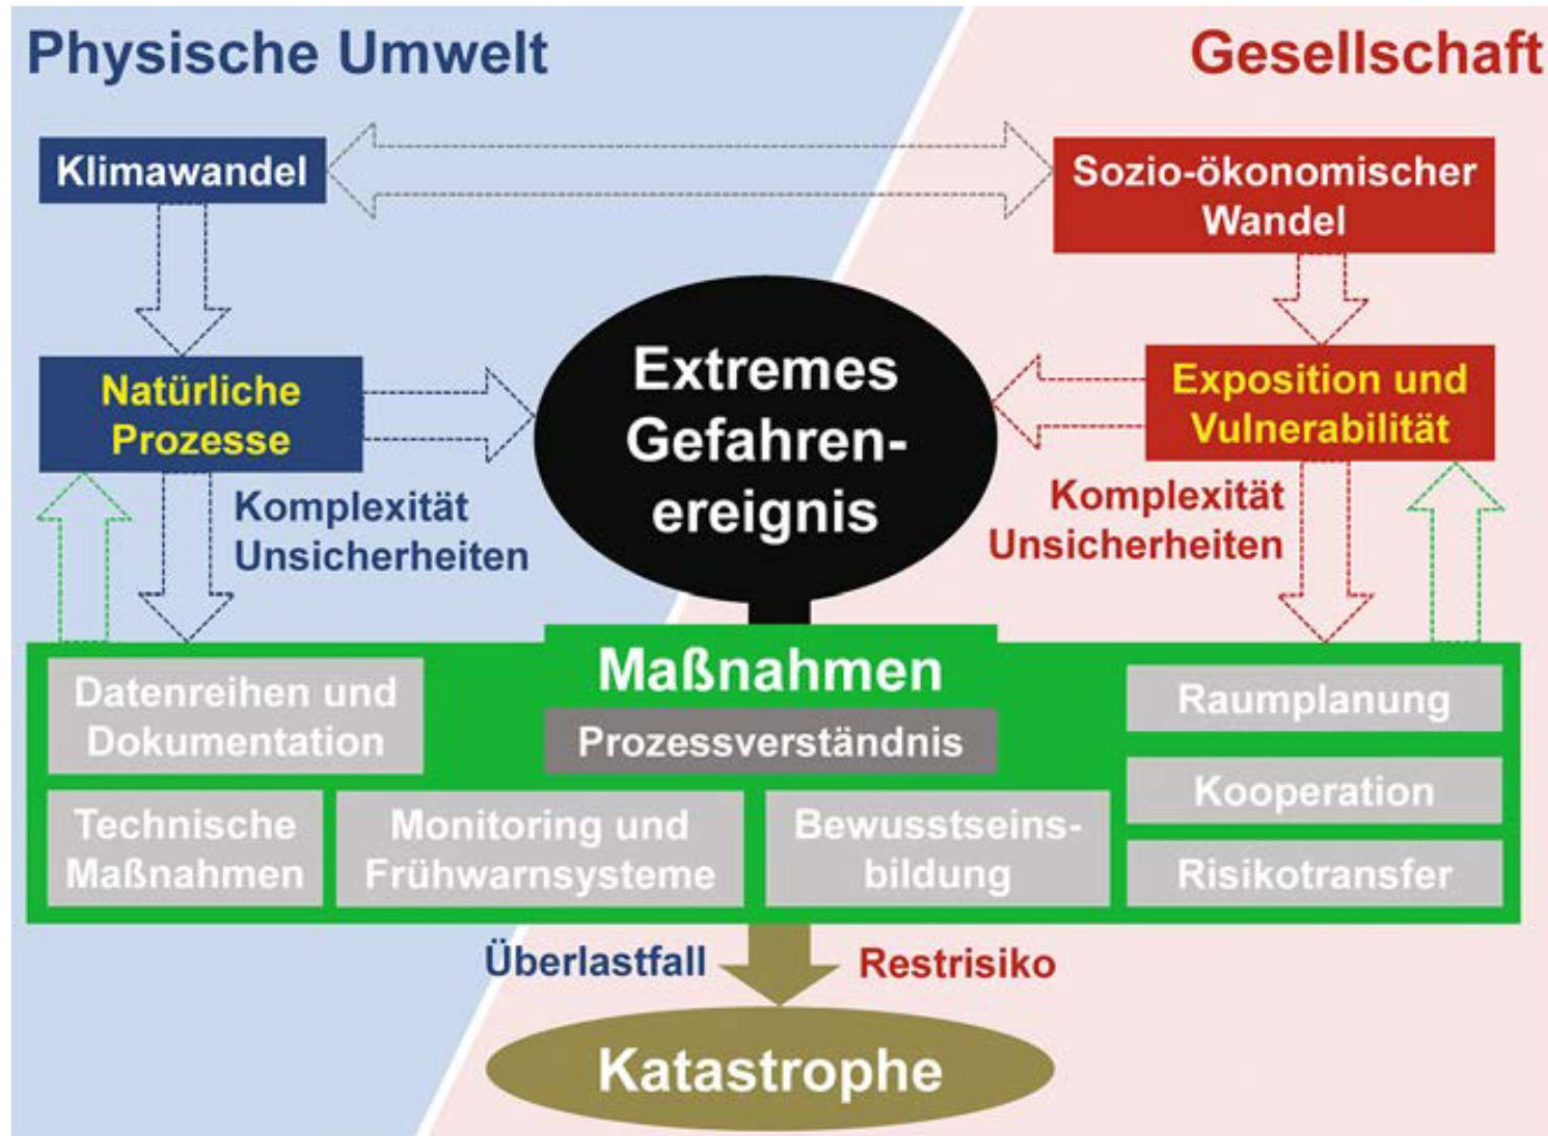 Physische Umwelt
Gesellschaft
Klimawandel
Sozio-ökonomischer
Wandel
Extremes
Gefahren-
ereignis
Natürliche
Prozesse
Exposition und
Vulnerabilität
Komplexität
Unsicherheiten
Komplexität
Unsicherheiten
Maßnahmen
Prozessverständnis
Datenreihen und
Dokumentation
Raumplanung
Kooperation
Technische
Maßnahmen
Monitoring und
Frühwarnsysteme
Bewusstseins-
bildung
Risikotransfer
Überlastfall
Restrisiko
Katastrophe